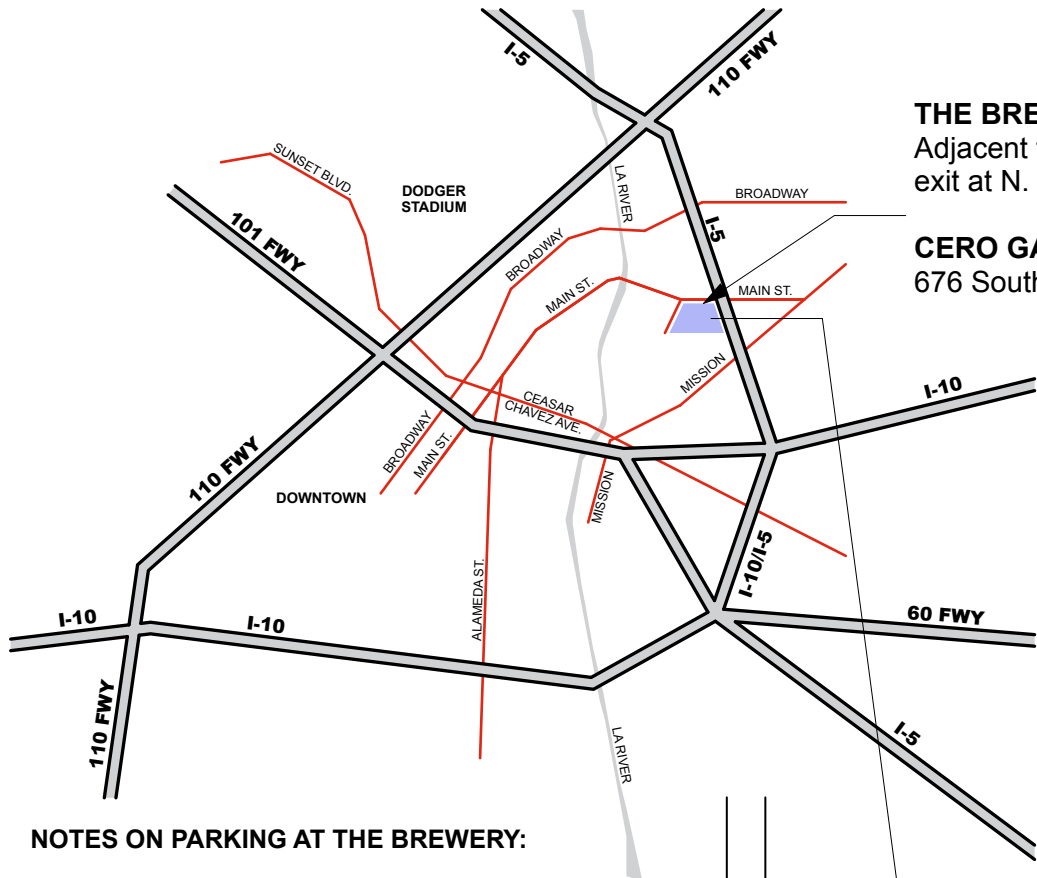 I-5
110 FWY
THE BRE
Adjacent
exit at N.
CERO GA
676 South
SUNSET BLVD.
DODGER
STADIUM
LA RIVER
BROADWAY
101 FWY
BROADWAY
I-5
MAIN ST.
MAIN ST.
MISSION
I-10
CEASAR
CHAVEZ AVE.
BROADWAY
MAIN ST.
110 FWY
DOWNTOWN
MISSION
I-10/I-5
ALAMEDA ST.
I-10
I-10
60 FWY
110 FWY
I-5
LA RIVER
NOTES ON PARKING AT THE BREWERY: